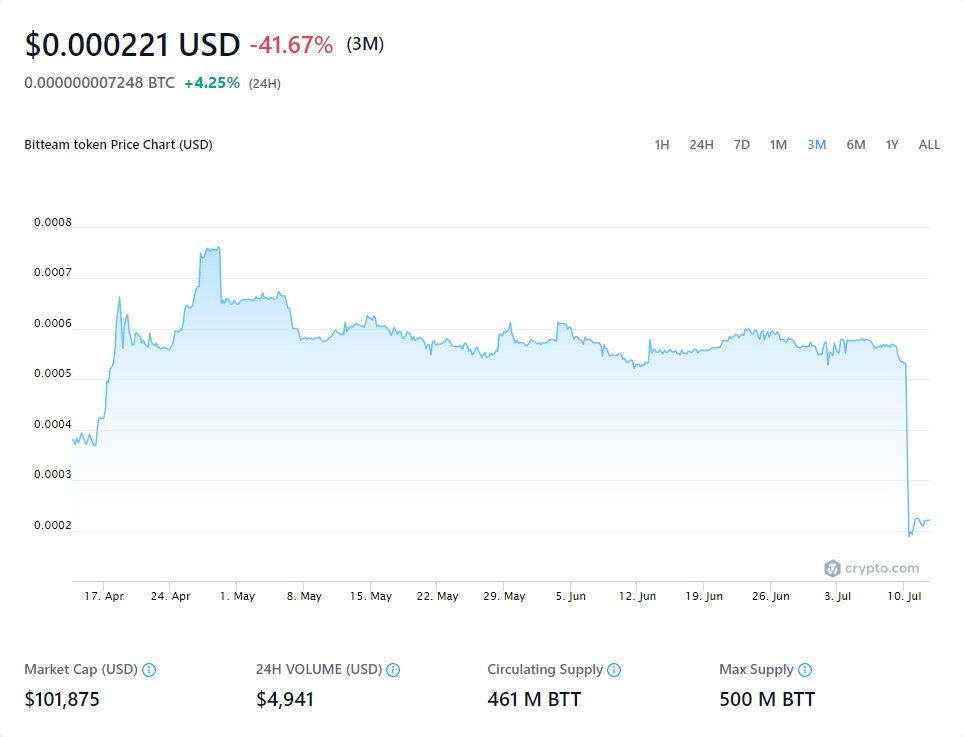 $0.000221 USD -41.67% (3M)
0.000000007248 BTC +4.25% (24H)
Bitteam token Price Chart (USD) 1H 24H 7D 1M 3M 6M 1Y ALL
0.0008
0.0007
0.0006
0.0005
0.0004
0.0003
0.0002
crypto.com
17. Apr 24. Apr 1. May 8. May 15. May 22. May 29. May 5. Jun 12. Jun 19. Jun 26. Jun 3. Jul 10. Jul
Market Cap (USD) 24H VOLUME (USD) Circulating Supply Max Supply
$101,875 $4,941 461 M BTT 500 M BTT